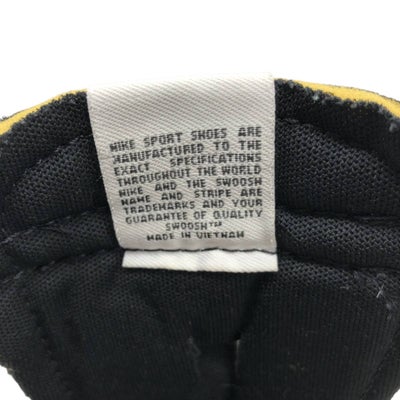 NIKE SPORT SHOES ARE
MANUFACTURED TO THE
EXACT SPECIFICATIONS
THROUGHOUT THE WORLD
NIKE AND THE SWOOSH
NAME AND STRIPE ARE
TRADEMARKS AND YOUR
GUARANTEE OF QUALITY
SWOOSH™
MADE IN VIETNAM